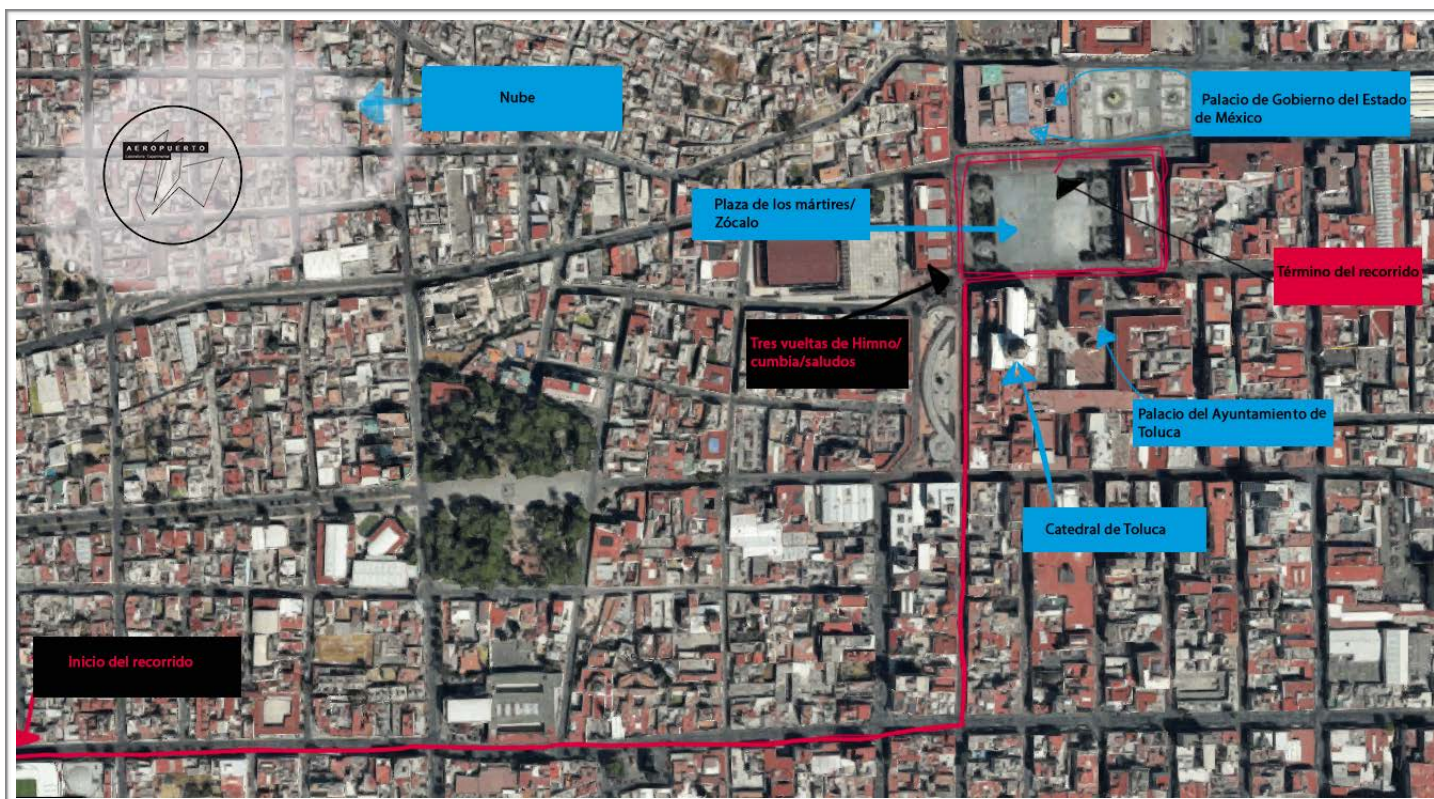 Nube
Palacio de Gobierno del Estado
de México
AEROPUERTO
Plaza de los mártires/
Zócalo
Término del recorrido
Tres vueltas de Himno/
cumbia/saludos
Palacio del Ayuntamiento de
Toluca
Catedral de Toluca
Inicio del recorrido